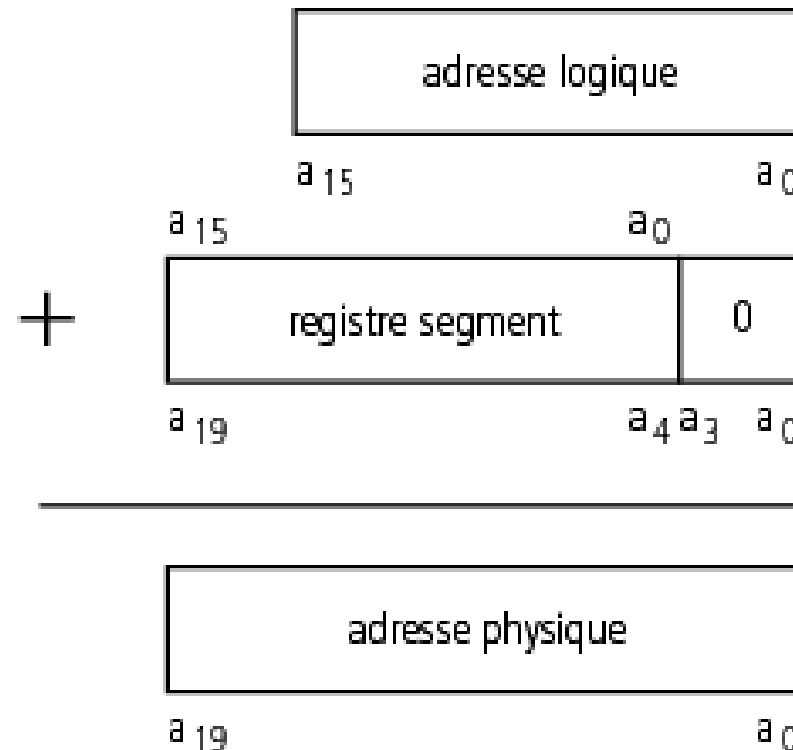 adresse logique
a 15 a 0
a 15 a 0
+ registre segment 0
a 19 a 4 a 3 a 0
adresse physique
a 19 a 0